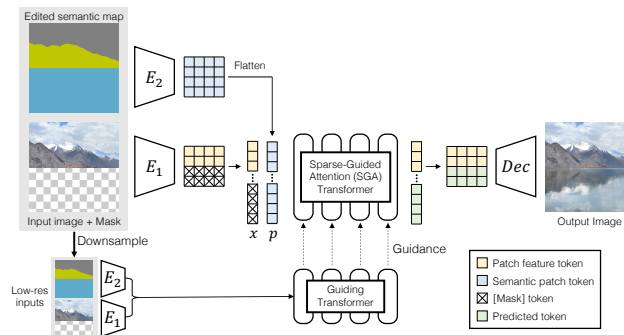 Edited semantic map
E₂
Flatten
E₁
Input image + Mask
x
p
Sparse-Guided
Attention (SGA)
Transformer
Dec
Output Image
Downsample
Guidance
Low-res
inputs
E₂
E₁
Guiding
Transformer
Patch feature token
Semantic patch token
[Mask] token
Predicted token